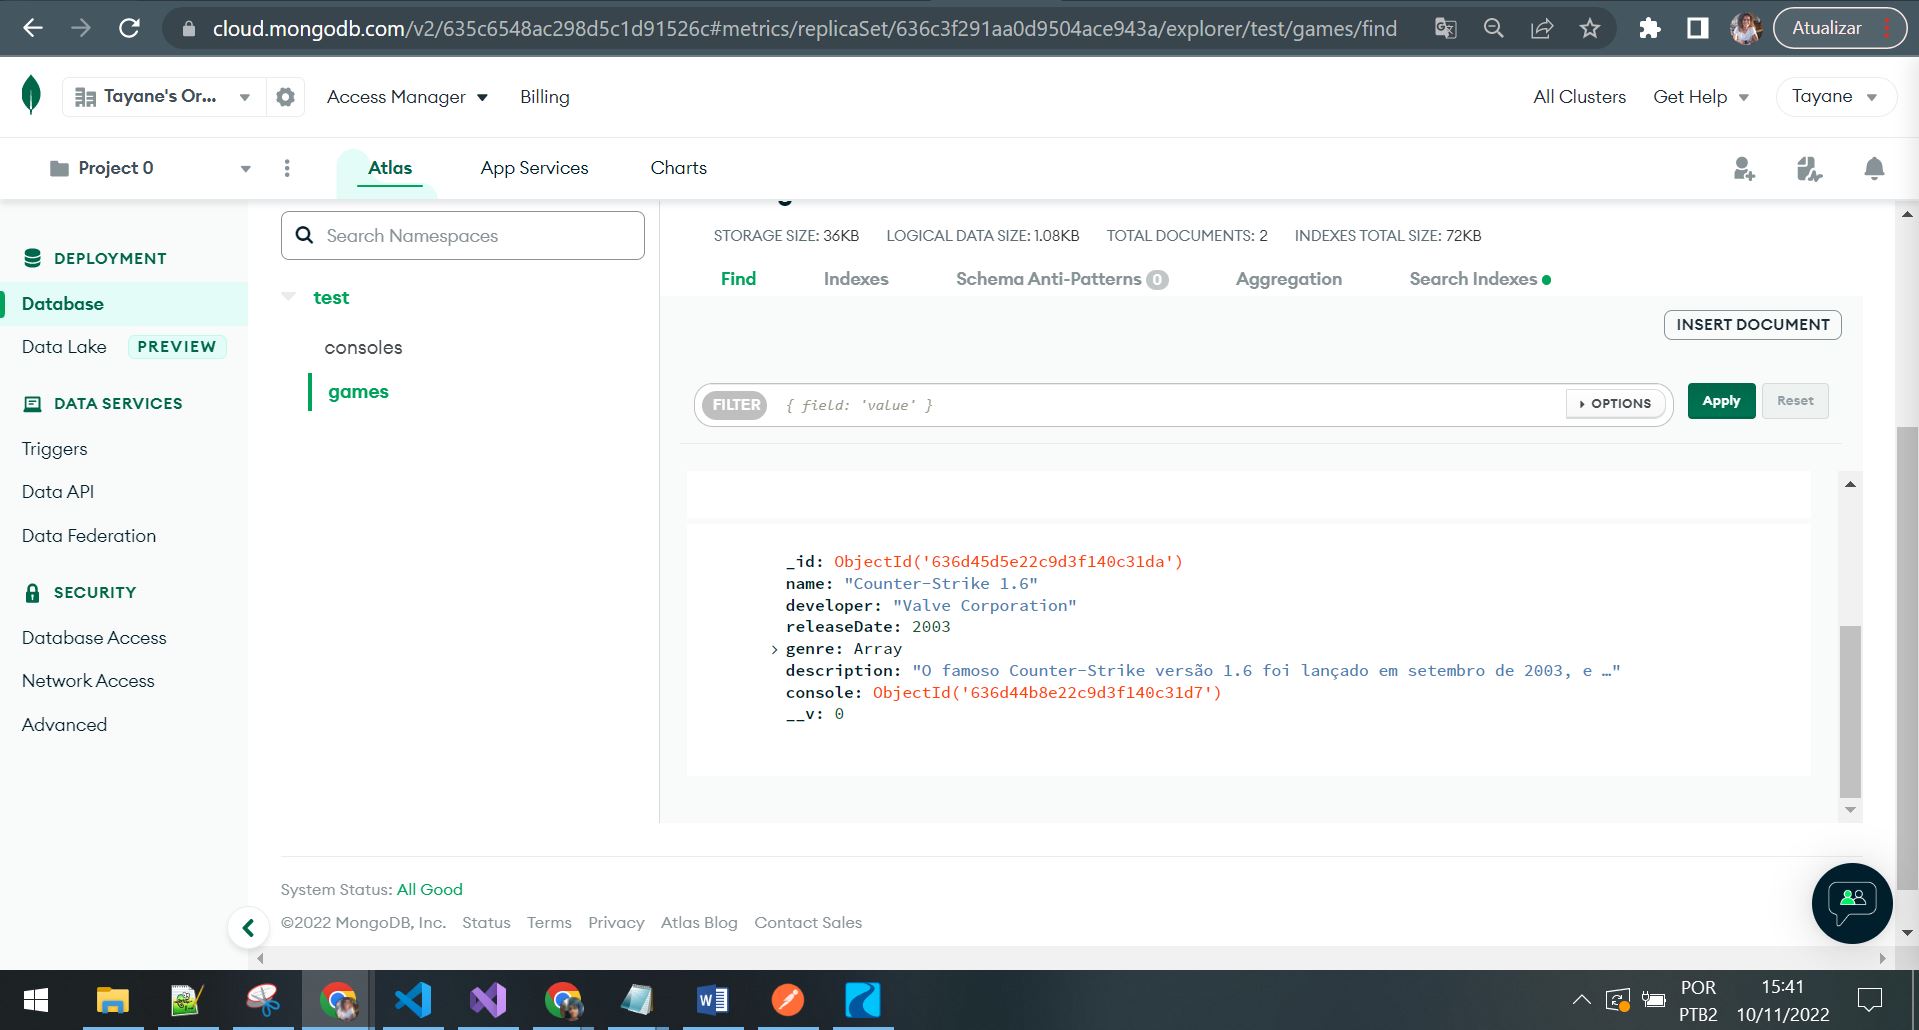 cloud.mongodb.com/v2/635c6548ac298d5c1d91526c#metrics/replicaSet/636c3f291aa0d9504ace943a/explorer/test/games/find
Atualizar
Tayane's Or...
Access Manager
Billing
All Clusters
Get Help
Tayane
Project 0
Atlas
App Services
Charts
DEPLOYMENT
Database
Data Lake PREVIEW
DATA SERVICES
Triggers
Data API
Data Federation
SECURITY
Database Access
Network Access
Advanced
Search Namespaces
test
consoles
games
STORAGE SIZE: 36KB LOGICAL DATA SIZE: 1.08KB TOTAL DOCUMENTS: 2 INDEXES TOTAL SIZE: 72KB
Find Indexes Schema Anti-Patterns 0 Aggregation Search Indexes
INSERT DOCUMENT
FILTER { field: 'value' } OPTIONS Apply Reset
_id: ObjectId('636d45d5e22c9d3f140c31da')
name: "Counter-Strike 1.6"
developer: "Valve Corporation"
releaseDate: 2003
genre: Array
description: "O famoso Counter-Strike versão 1.6 foi lançado em setembro de 2003, e …"
console: ObjectId('636d44b8e22c9d3f140c31d7')
__v: 0
System Status: All Good
©2022 MongoDB, Inc. Status Terms Privacy Atlas Blog Contact Sales
POR
PTB2
15:41
10/11/2022